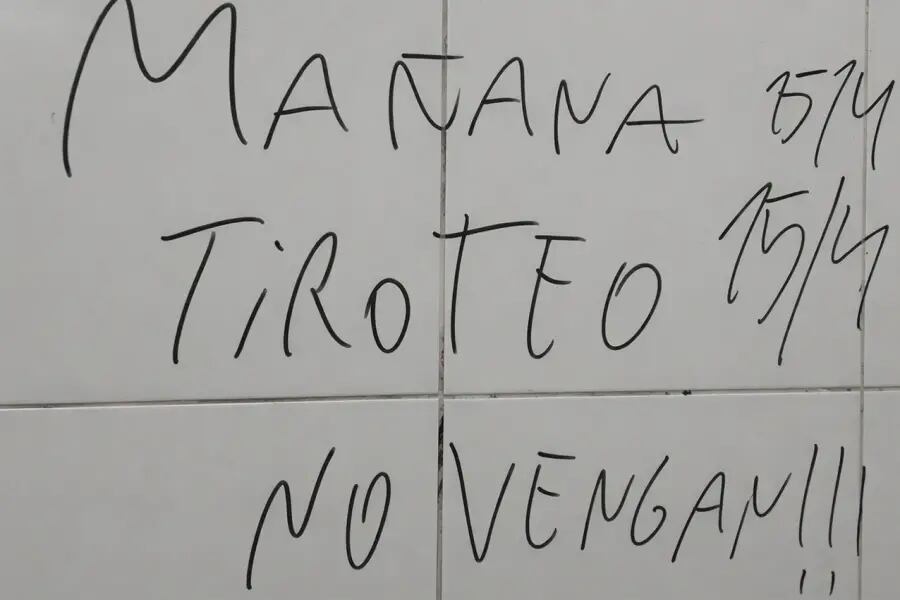 MAÑANA 15/4
TiROTEO 15/4
NO VENGAN!!!